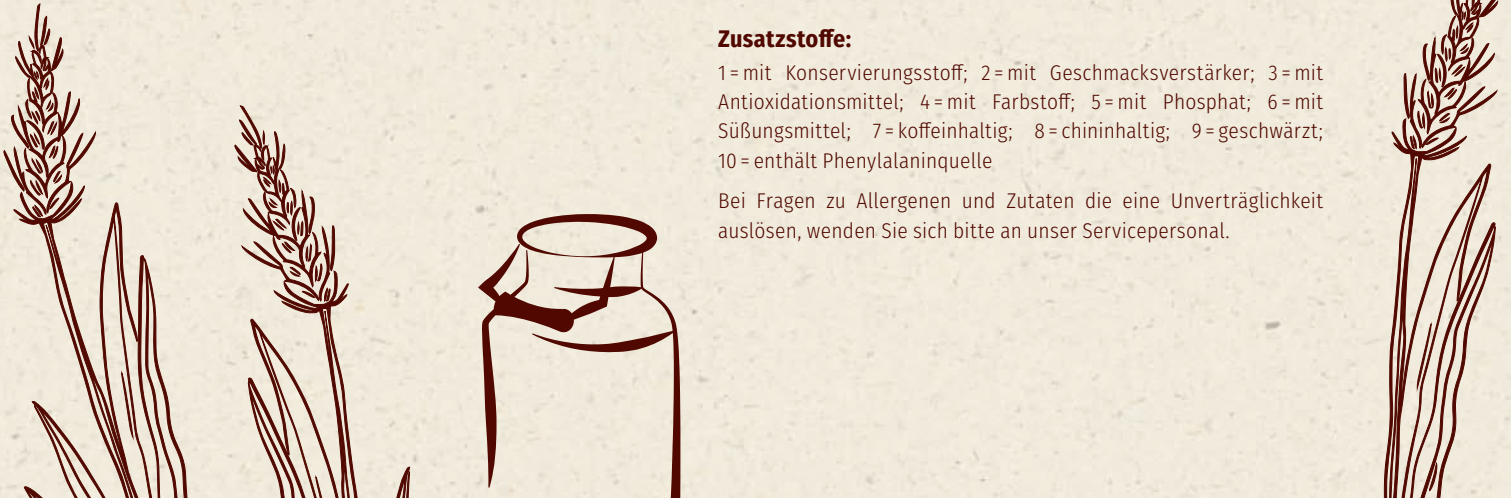 Zusatzstoffe:
1 = mit Konservierungsstoff; 2 = mit Geschmacksverstärker; 3 = mit
Antioxidationsmittel; 4 = mit Farbstoff; 5 = mit Phosphat; 6 = mit
Süßungsmittel; 7 = koffeinhaltig; 8 = chininhaltig; 9 = geschwärzt;
10 = enthält Phenylalaninquelle
Bei Fragen zu Allergenen und Zutaten die eine Unverträglichkeit
auslösen, wenden Sie sich bitte an unser Servicepersonal.